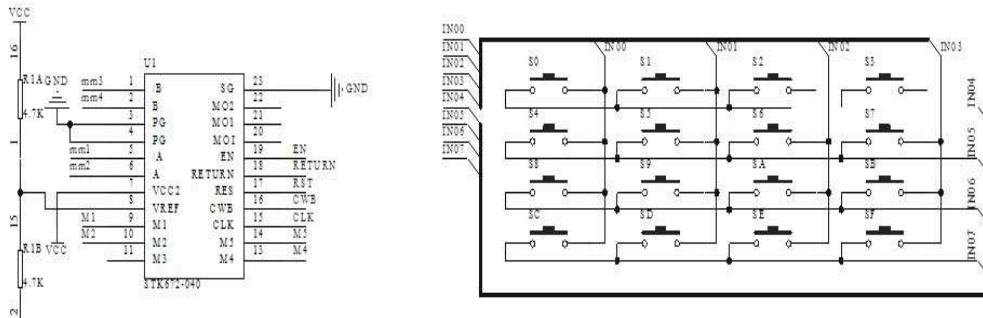 VCC
16
R1A
GND
4.7K
1
15
R1B
4.7K
2
VCC
U1
mm3 1 B SG 23 GND
mm4 2 B MO2 22
3 PG MO1 21
4 PG MOI 20
mm1 5 A EN 19 EN
mm2 6 A RETURN 18 RETURN
7 VCC2 RES 17 RST
8 VREF CWB 16 CWB
M1 9 M1 CLK 15 CLK
M2 10 M2 M5 14 M5
11 M3 M4 13 M4
STK672-040
IN00
IN01
IN02
IN03
IN04
IN05
IN06
IN07
IN00 IN01 IN02 IN03
S0 S1 S2 S3
IN04
S4 S5 S6 S7
IN05
S8 S9 SA SB
IN06
SC SD SE SF
IN07